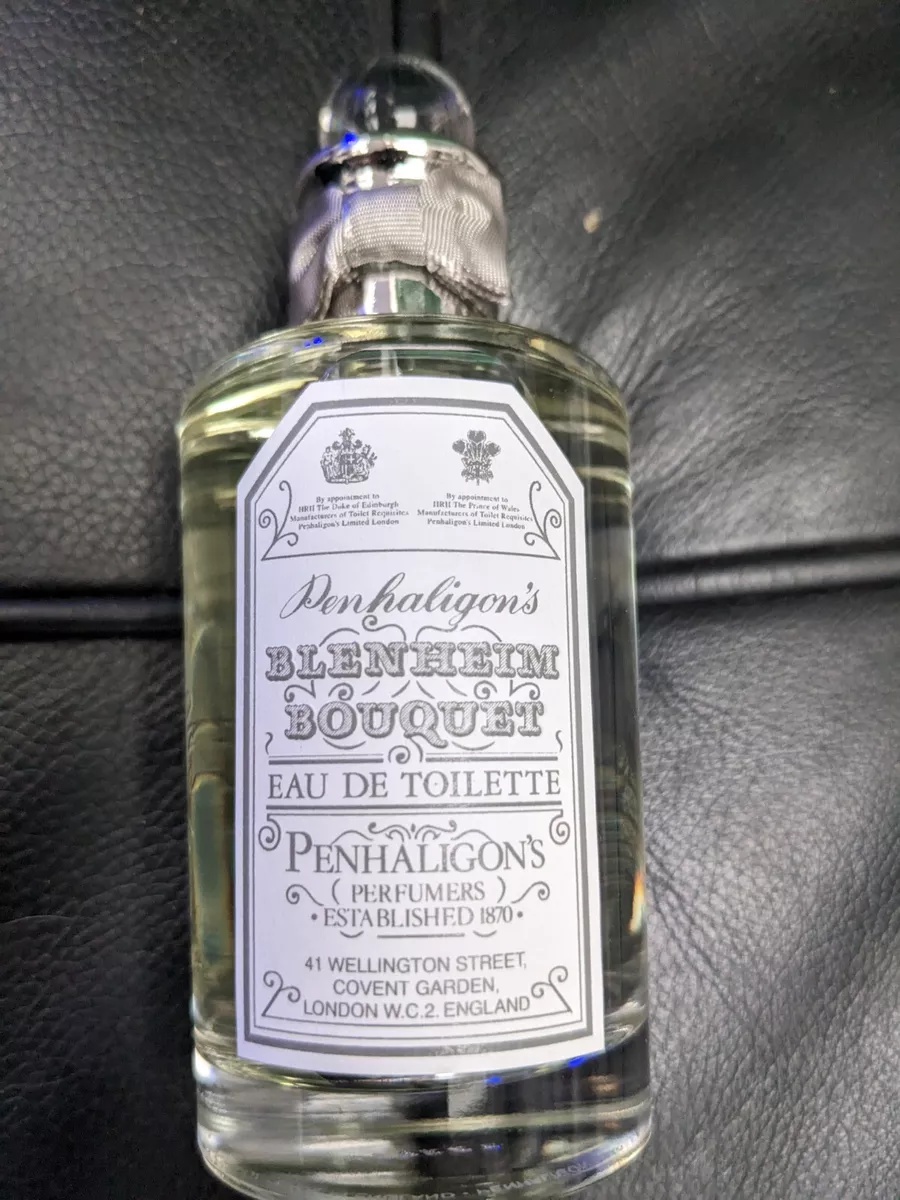 By appointment to
HRH The Duke of Edinburgh
Manufacturers of Toilet Requisites
Penhaligon's Limited London
By appointment to
HRH The Prince of Wales
Manufacturers of Toilet Requisites
Penhaligon's Limited London
Penhaligon's
BLENHEIM
BOUQUET
EAU DE TOILETTE
PENHALIGON'S
( PERFUMERS )
• ESTABLISHED 1870 •
41 WELLINGTON STREET,
COVENT GARDEN,
LONDON W.C.2. ENGLAND